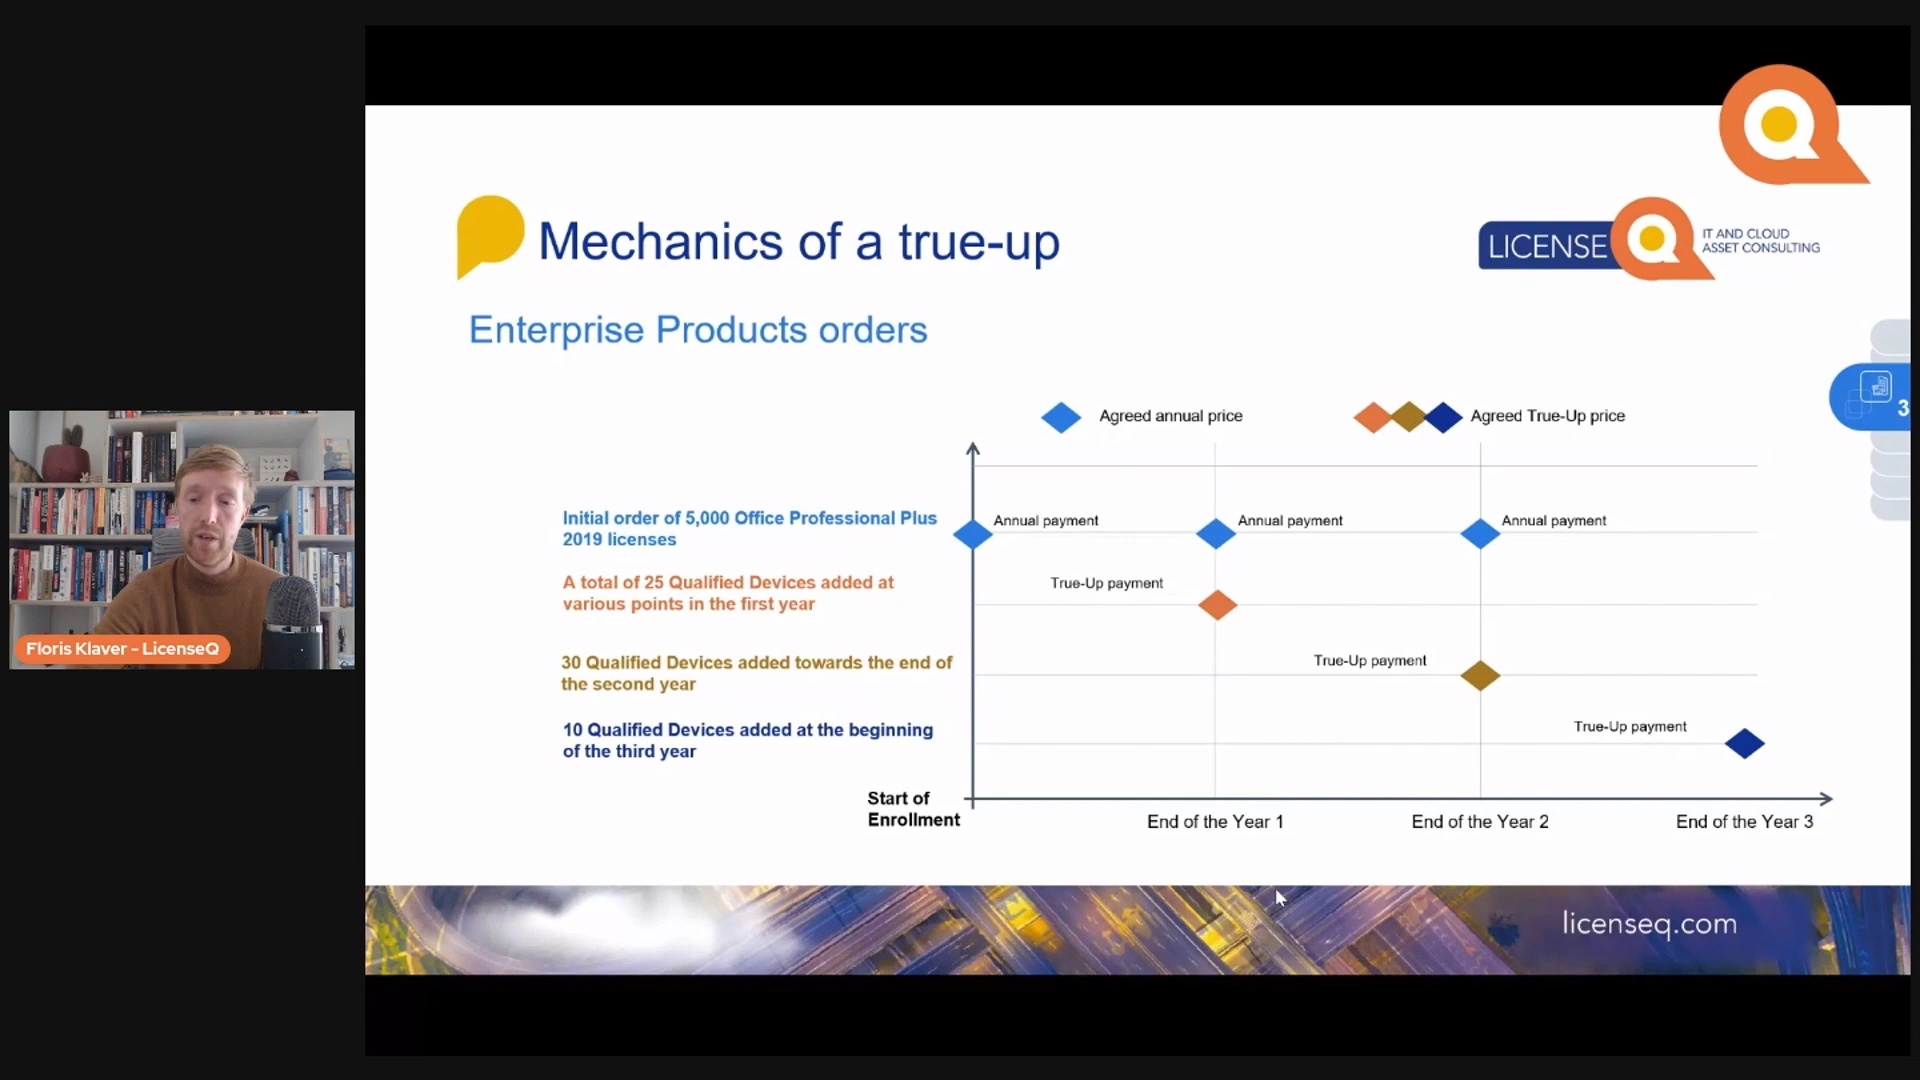 Mechanics of a true-up
LICENSE
IT AND CLOUD
ASSET CONSULTING
Enterprise Products orders
3
Agreed annual price
Agreed True-Up price
Initial order of 5,000 Office Professional Plus
2019 licenses
Annual payment
Annual payment
Annual payment
A total of 25 Qualified Devices added at
various points in the first year
True-Up payment
30 Qualified Devices added towards the end of
the second year
True-Up payment
10 Qualified Devices added at the beginning
of the third year
True-Up payment
Start of
Enrollment
End of the Year 1
End of the Year 2
End of the Year 3
Floris Klaver - LicenseQ
licenseq.com